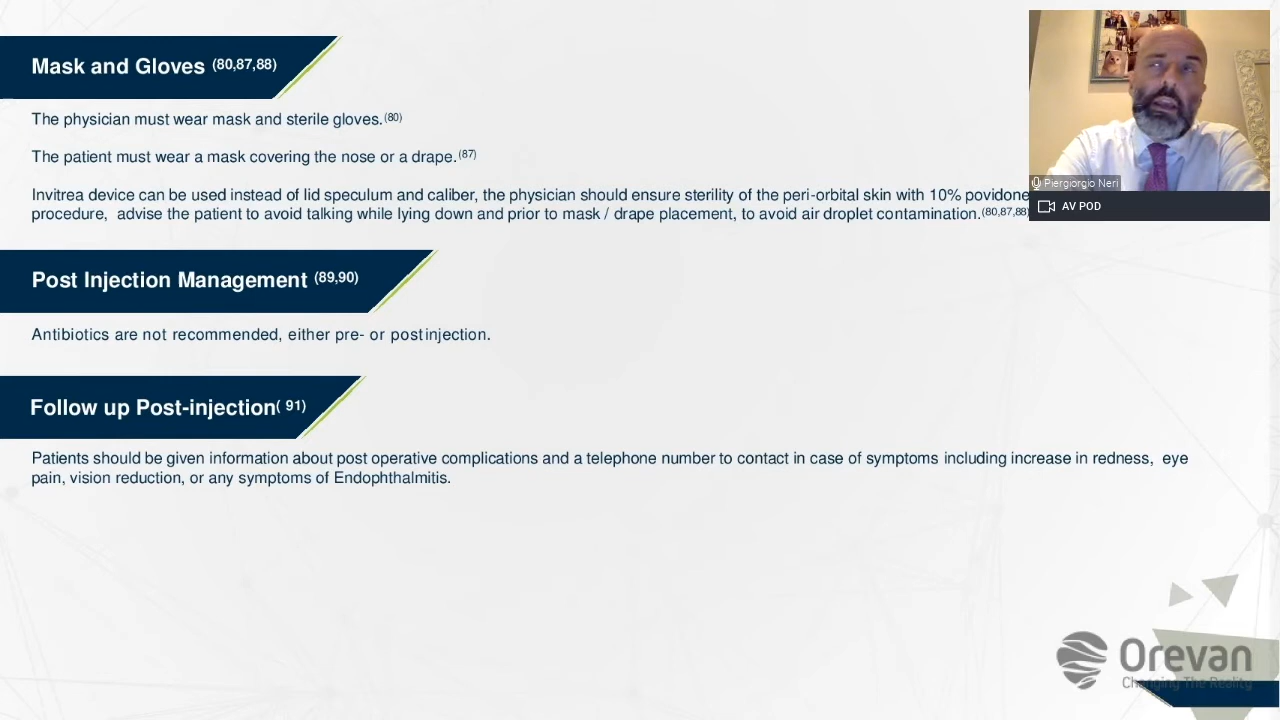 Mask and Gloves (80,87,88)
The physician must wear mask and sterile gloves.(80)
The patient must wear a mask covering the nose or a drape.(87)
Invitrea device can be used instead of lid speculum and caliber, the physician should ensure sterility of the peri-orbital skin with 10% povidone
procedure, advise the patient to avoid talking while lying down and prior to mask / drape placement, to avoid air droplet contamination.(80,87,88)
Piergiorgio Neri
AV POD
Post Injection Management (89,90)
Antibiotics are not recommended, either pre- or postinjection.
Follow up Post-injection( 91)
Patients should be given information about post operative complications and a telephone number to contact in case of symptoms including increase in redness, eye
pain, vision reduction, or any symptoms of Endophthalmitis.
Orevan
Changing The Reality